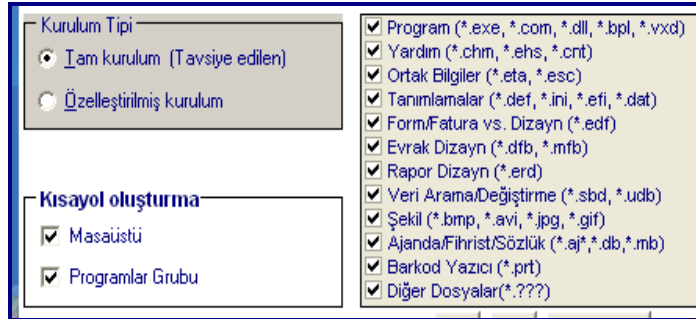 Kurulum Tipi
Tam kurulum (Tavsiye edilen)
Özelleştirilmiş kurulum
Kısayol oluşturma
Masaüstü
Programlar Grubu
Program (*.exe, *.com, *.dll, *.bpl, *.vxd)
Yardım (*.chm, *.ehs, *.cnt)
Ortak Bilgiler (*.eta, *.esc)
Tanımlamalar (*.def, *.ini, *.efi, *.dat)
Form/Fatura vs. Dizayn (*.edf)
Evrak Dizayn (*.dfb, *.mfb)
Rapor Dizayn (*.erd)
Veri Arama/Değiştirme (*.sbd, *.udb)
Şekil (*.bmp, *.avi, *.jpg, *.gif)
Ajanda/Fihrist/Sözlük (*.aj*,*.db,*.mb)
Barkod Yazıcı (*.prt)
Diğer Dosyalar(*.???)